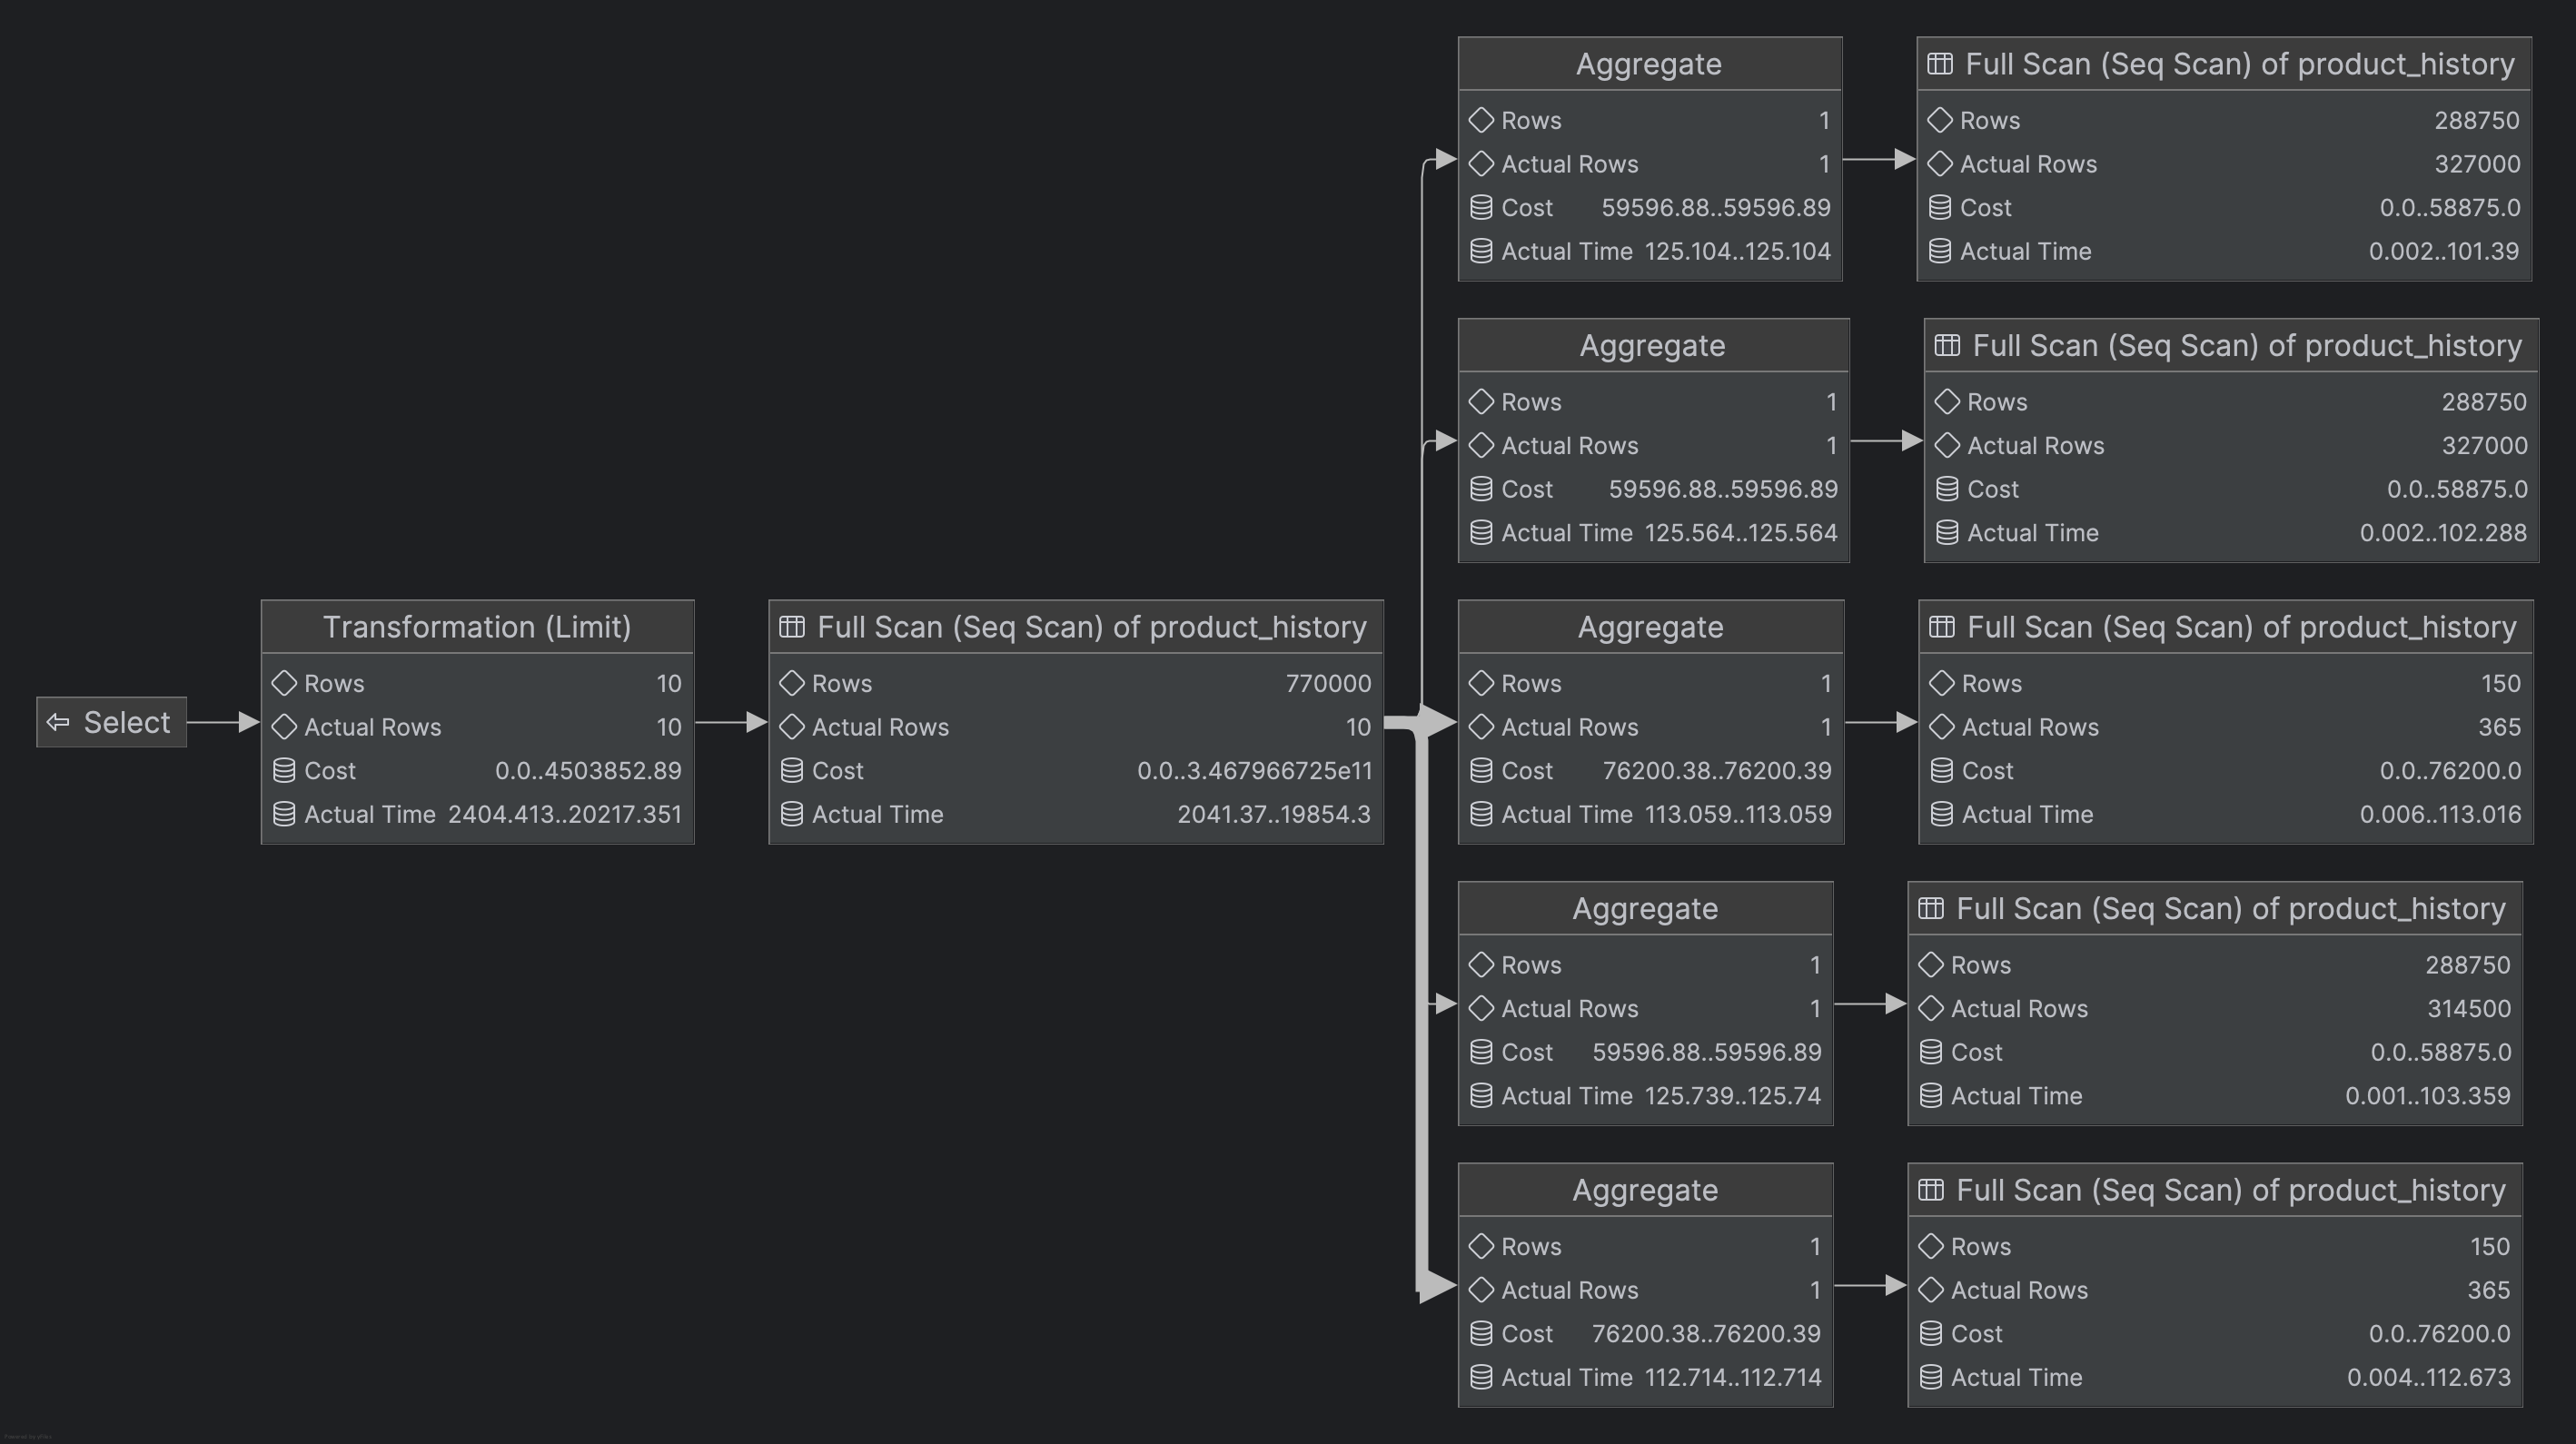 Select
Transformation (Limit)
Rows 10
Actual Rows 10
Cost 0.0..4503852.89
Actual Time 2404.413..20217.351
Full Scan (Seq Scan) of product_history
Rows 770000
Actual Rows 10
Cost 0.0..3.467966725e11
Actual Time 2041.37..19854.3
Aggregate
Rows 1
Actual Rows 1
Cost 59596.88..59596.89
Actual Time 125.104..125.104
Full Scan (Seq Scan) of product_history
Rows 288750
Actual Rows 327000
Cost 0.0..58875.0
Actual Time 0.002..101.39
Aggregate
Rows 1
Actual Rows 1
Cost 59596.88..59596.89
Actual Time 125.564..125.564
Full Scan (Seq Scan) of product_history
Rows 288750
Actual Rows 327000
Cost 0.0..58875.0
Actual Time 0.002..102.288
Aggregate
Rows 1
Actual Rows 1
Cost 76200.38..76200.39
Actual Time 113.059..113.059
Full Scan (Seq Scan) of product_history
Rows 150
Actual Rows 365
Cost 0.0..76200.0
Actual Time 0.006..113.016
Aggregate
Rows 1
Actual Rows 1
Cost 59596.88..59596.89
Actual Time 125.739..125.74
Full Scan (Seq Scan) of product_history
Rows 288750
Actual Rows 314500
Cost 0.0..58875.0
Actual Time 0.001..103.359
Aggregate
Rows 1
Actual Rows 1
Cost 76200.38..76200.39
Actual Time 112.714..112.714
Full Scan (Seq Scan) of product_history
Rows 150
Actual Rows 365
Cost 0.0..76200.0
Actual Time 0.004..112.673